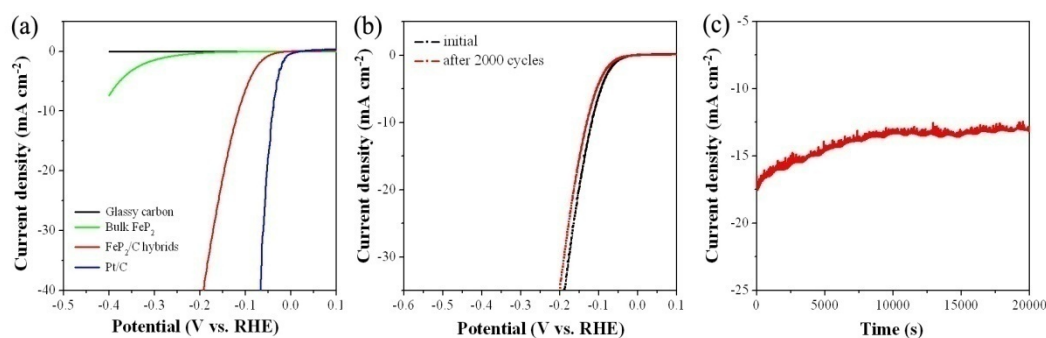 (a)
Current density (mA cm⁻²)
0
-10
-20
-30
-40
Glassy carbon
Bulk FeP₂
FeP₂/C hybrids
Pt/C
-0.5 -0.4 -0.3 -0.2 -0.1 0.0 0.1
Potential (V vs. RHE)
(b)
Current density (mA cm⁻²)
initial
after 2000 cycles
0
-10
-20
-30
-0.6 -0.5 -0.4 -0.3 -0.2 -0.1 0.0 0.1
Potential (V vs. RHE)
(c)
Current density (mA cm⁻²)
-5
-10
-15
-20
-25
0 5000 10000 15000 20000
Time (s)